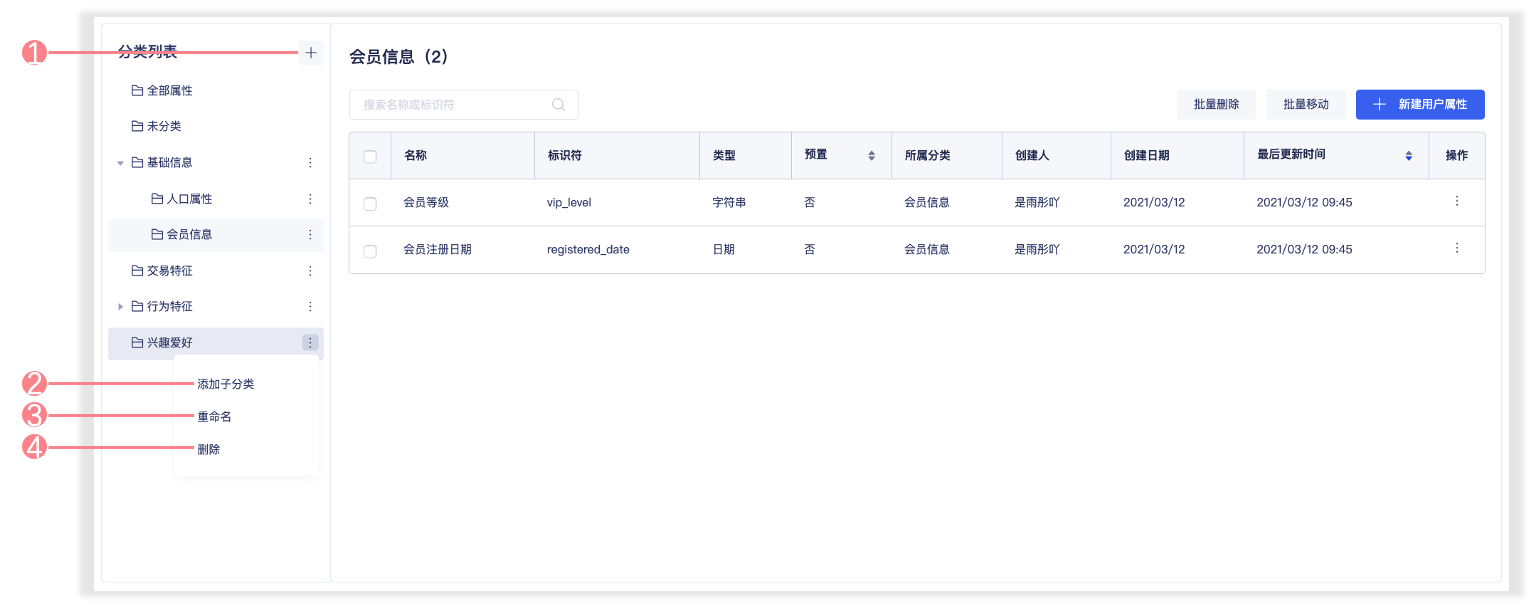 1 分类列表
全部属性
未分类
基础信息
人口属性
会员信息
交易特征
行为特征
兴趣爱好
2 添加子分类
3 重命名
4 删除
会员信息（2）
搜索名称或标识符 批量删除 批量移动 新建用户属性
名称 标识符 类型 预置 所属分类 创建人 创建日期 最后更新时间 操作
会员等级 vip_level 字符串 否 会员信息 是雨彤吖 2021/03/12 2021/03/12 09:45
会员注册日期 registered_date 日期 否 会员信息 是雨彤吖 2021/03/12 2021/03/12 09:45